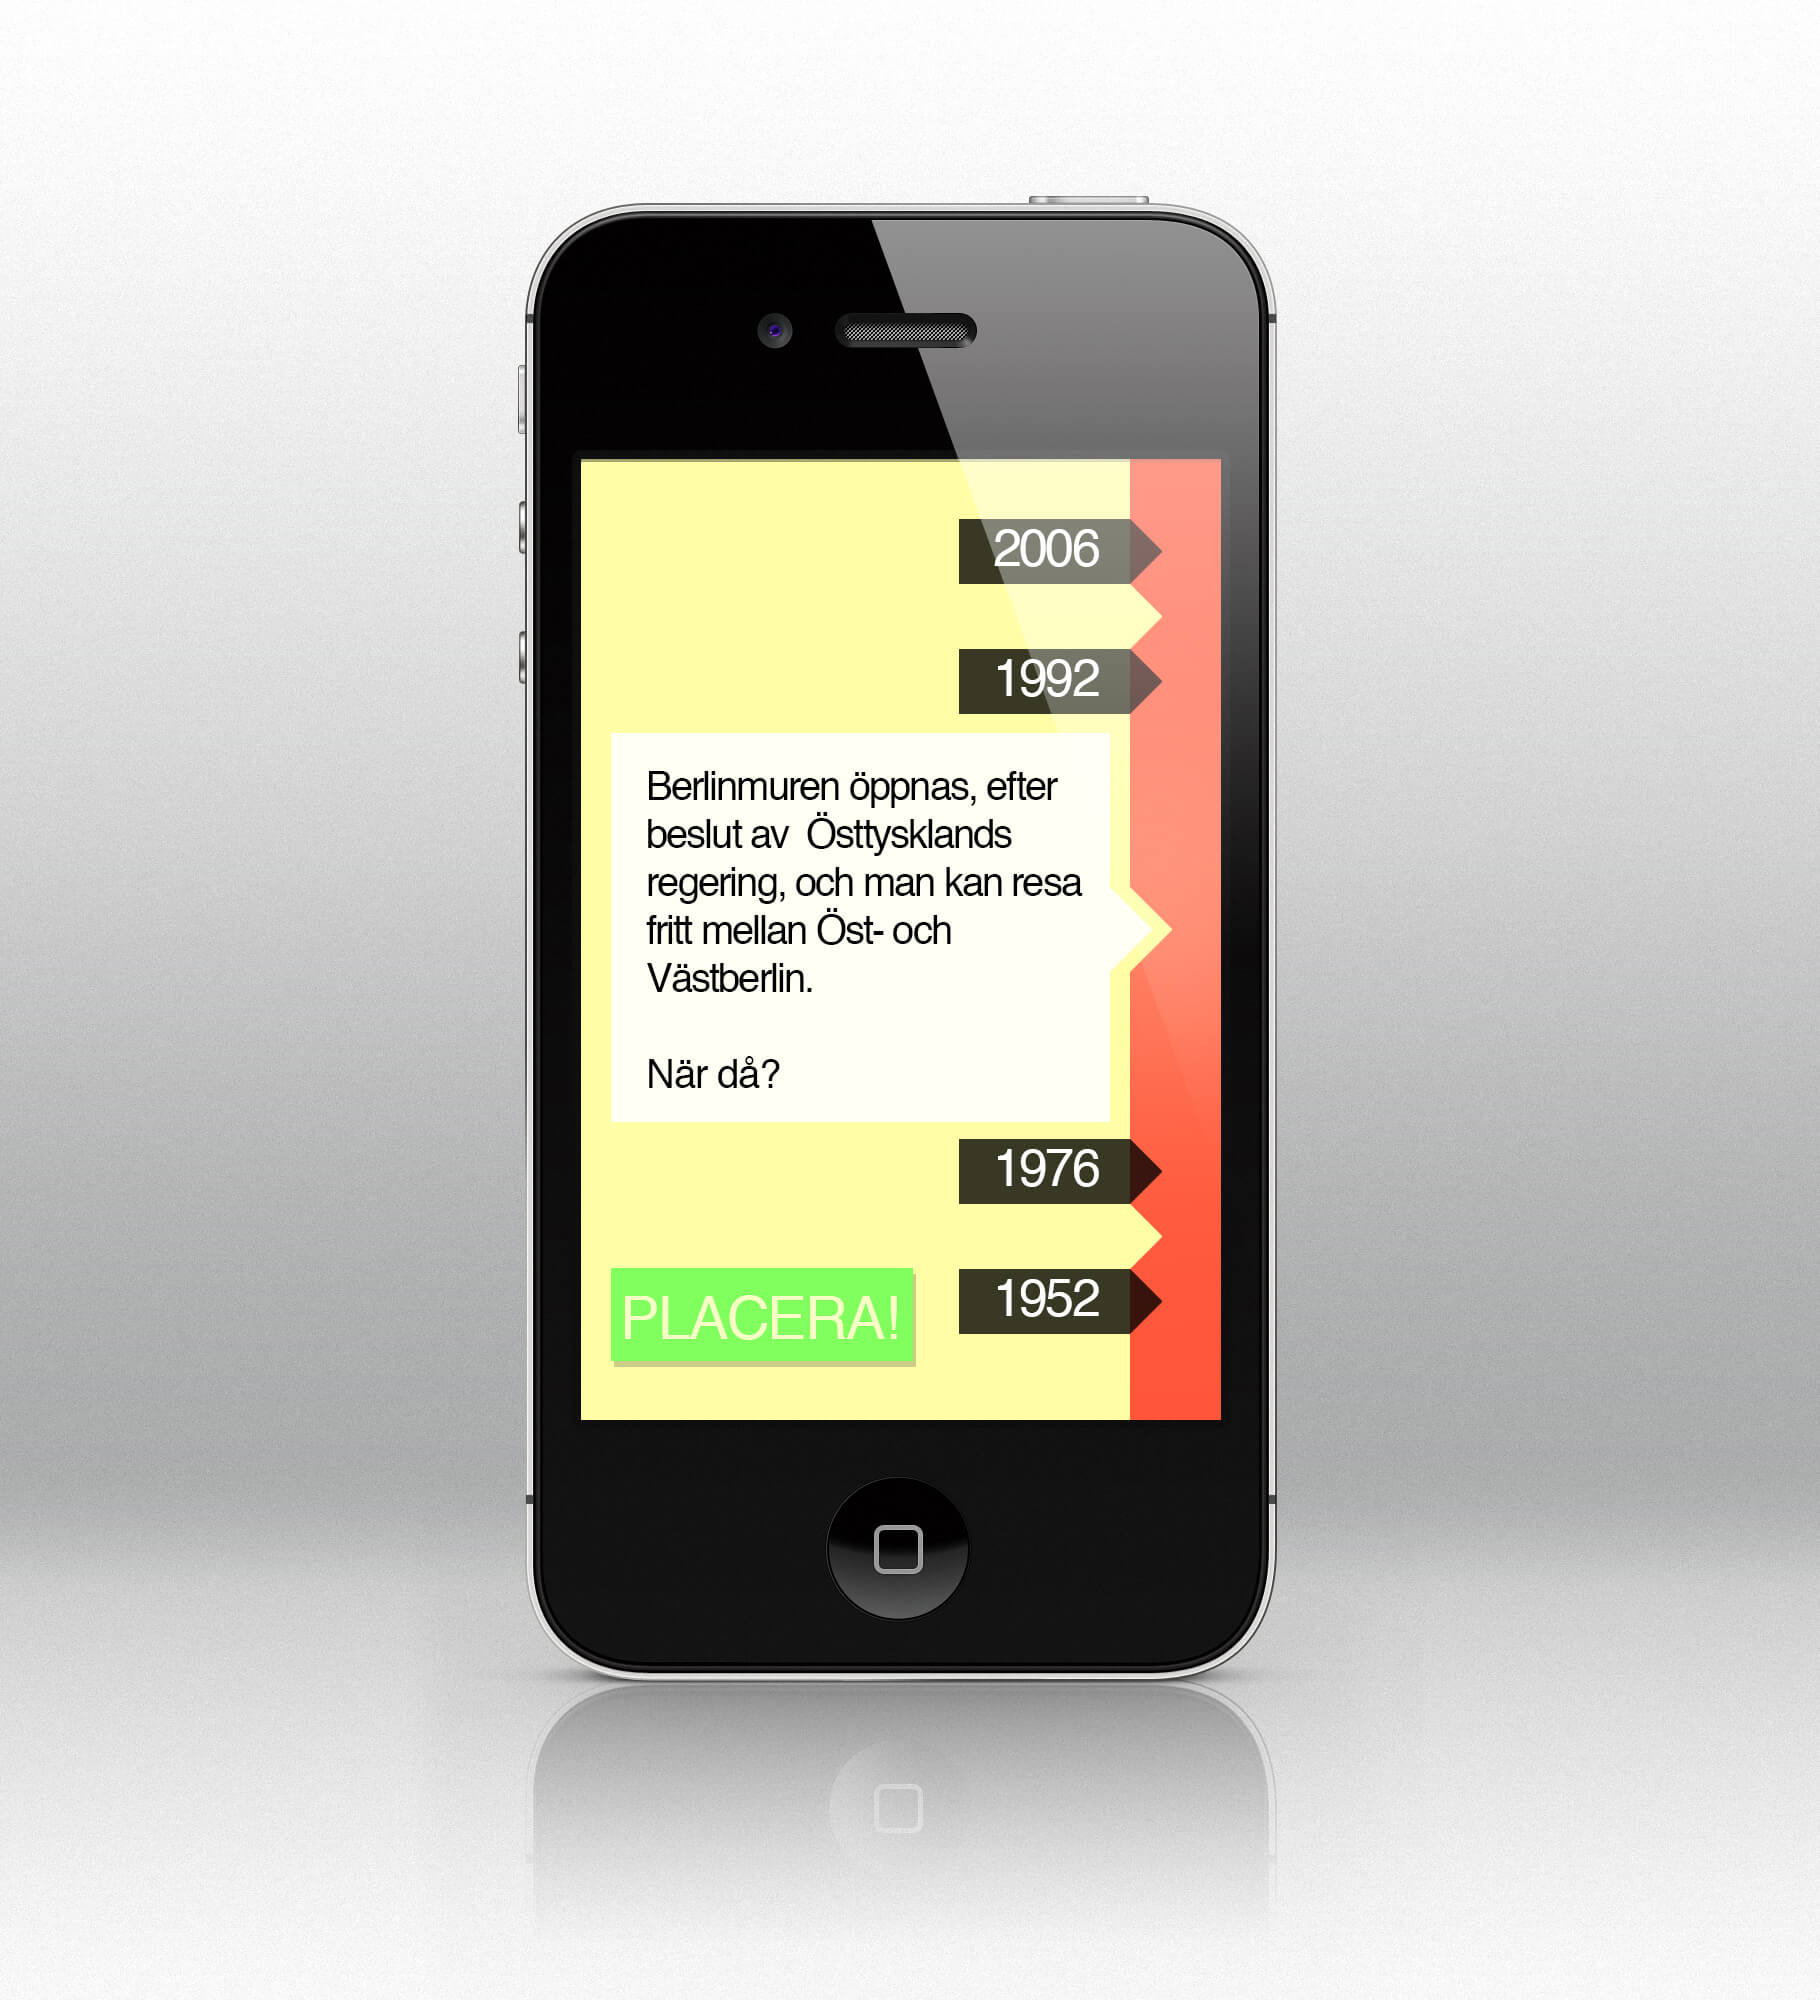 2006
1992
Berlinmuren öppnas, efter
beslut av  Östtysklands
regering, och man kan resa
fritt mellan Öst- och
Västberlin.
När då?
1976
PLACERA!
1952